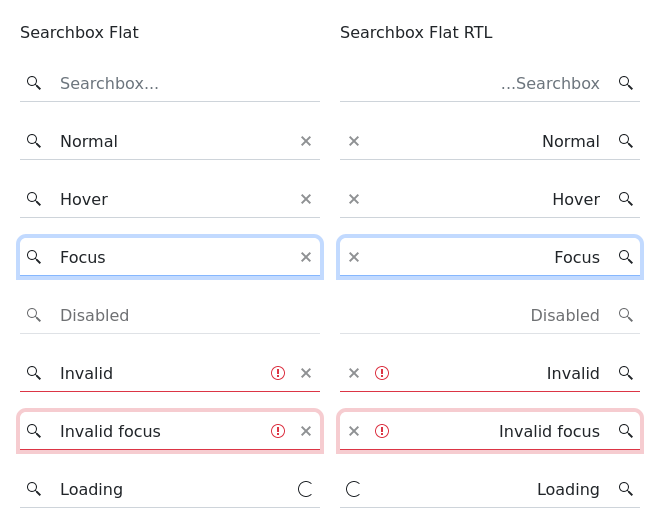 Searchbox Flat
Searchbox...
Normal
Hover
Focus
Disabled
Invalid
Invalid focus
Loading
Searchbox Flat RTL
...Searchbox
Normal
Hover
Focus
Disabled
Invalid
Invalid focus
Loading